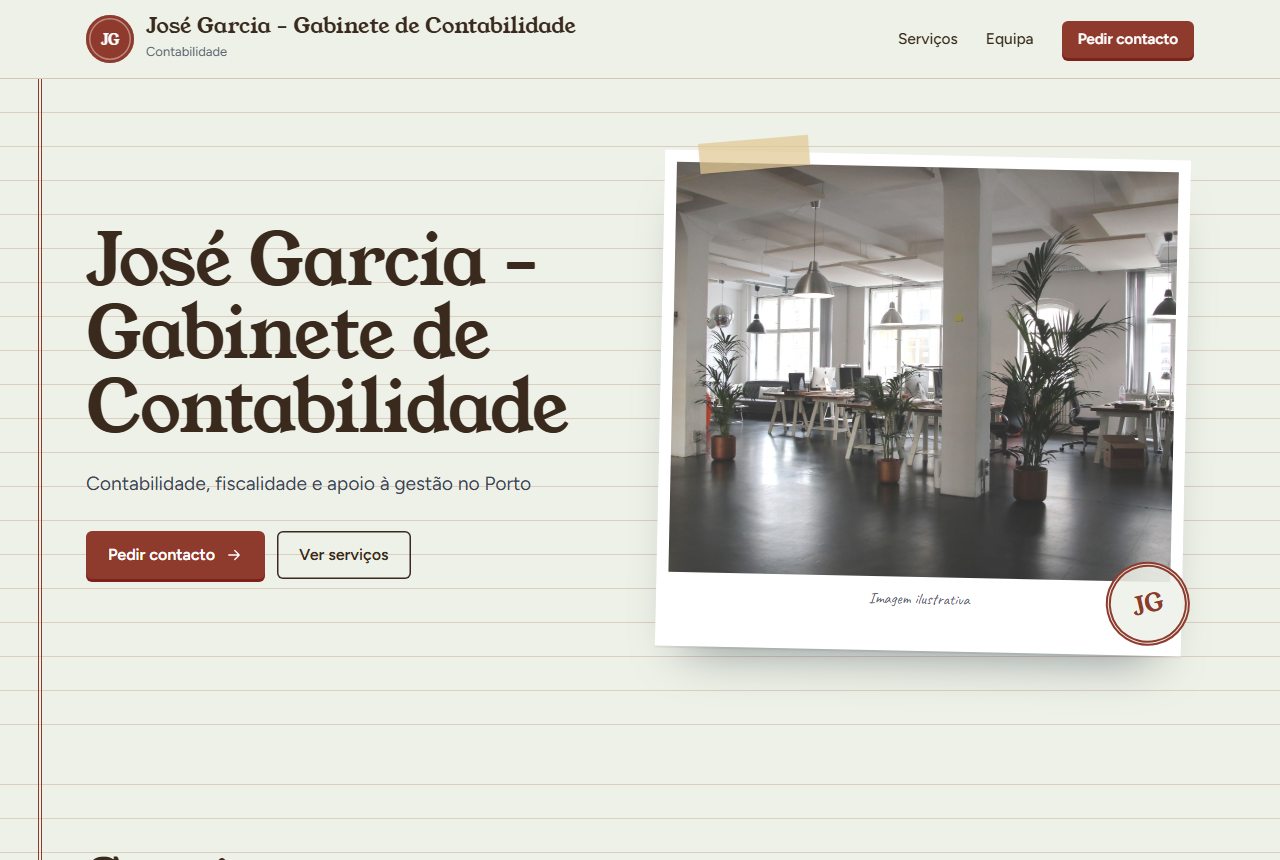 JG
José Garcia – Gabinete de Contabilidade
Contabilidade
Serviços
Equipa
Pedir contacto
José Garcia –
Gabinete de
Contabilidade
Contabilidade, fiscalidade e apoio à gestão no Porto
Pedir contacto →
Ver serviços
Imagem ilustrativa
JG